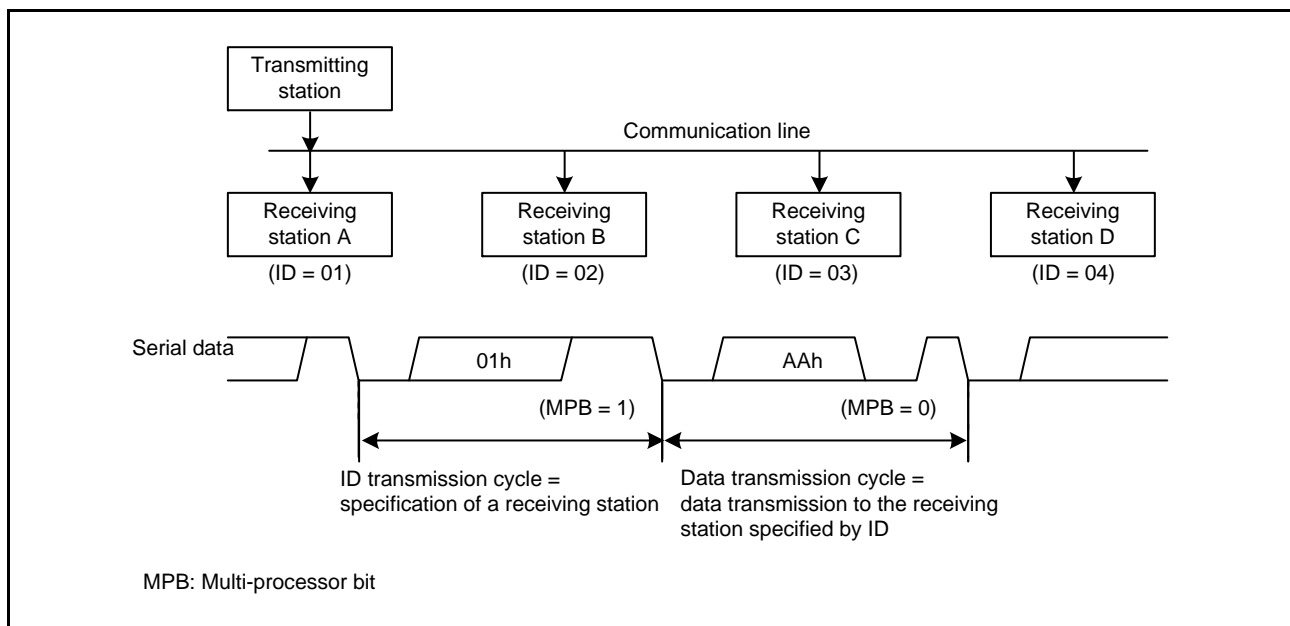 Transmitting
station
Communication line
Receiving
station A
Receiving
station B
Receiving
station C
Receiving
station D
(ID = 01)
(ID = 02)
(ID = 03)
(ID = 04)
Serial data
01h
AAh
(MPB = 1)
(MPB = 0)
ID transmission cycle =
specification of a receiving station
Data transmission cycle =
data transmission to the receiving
station specified by ID
MPB: Multi-processor bit